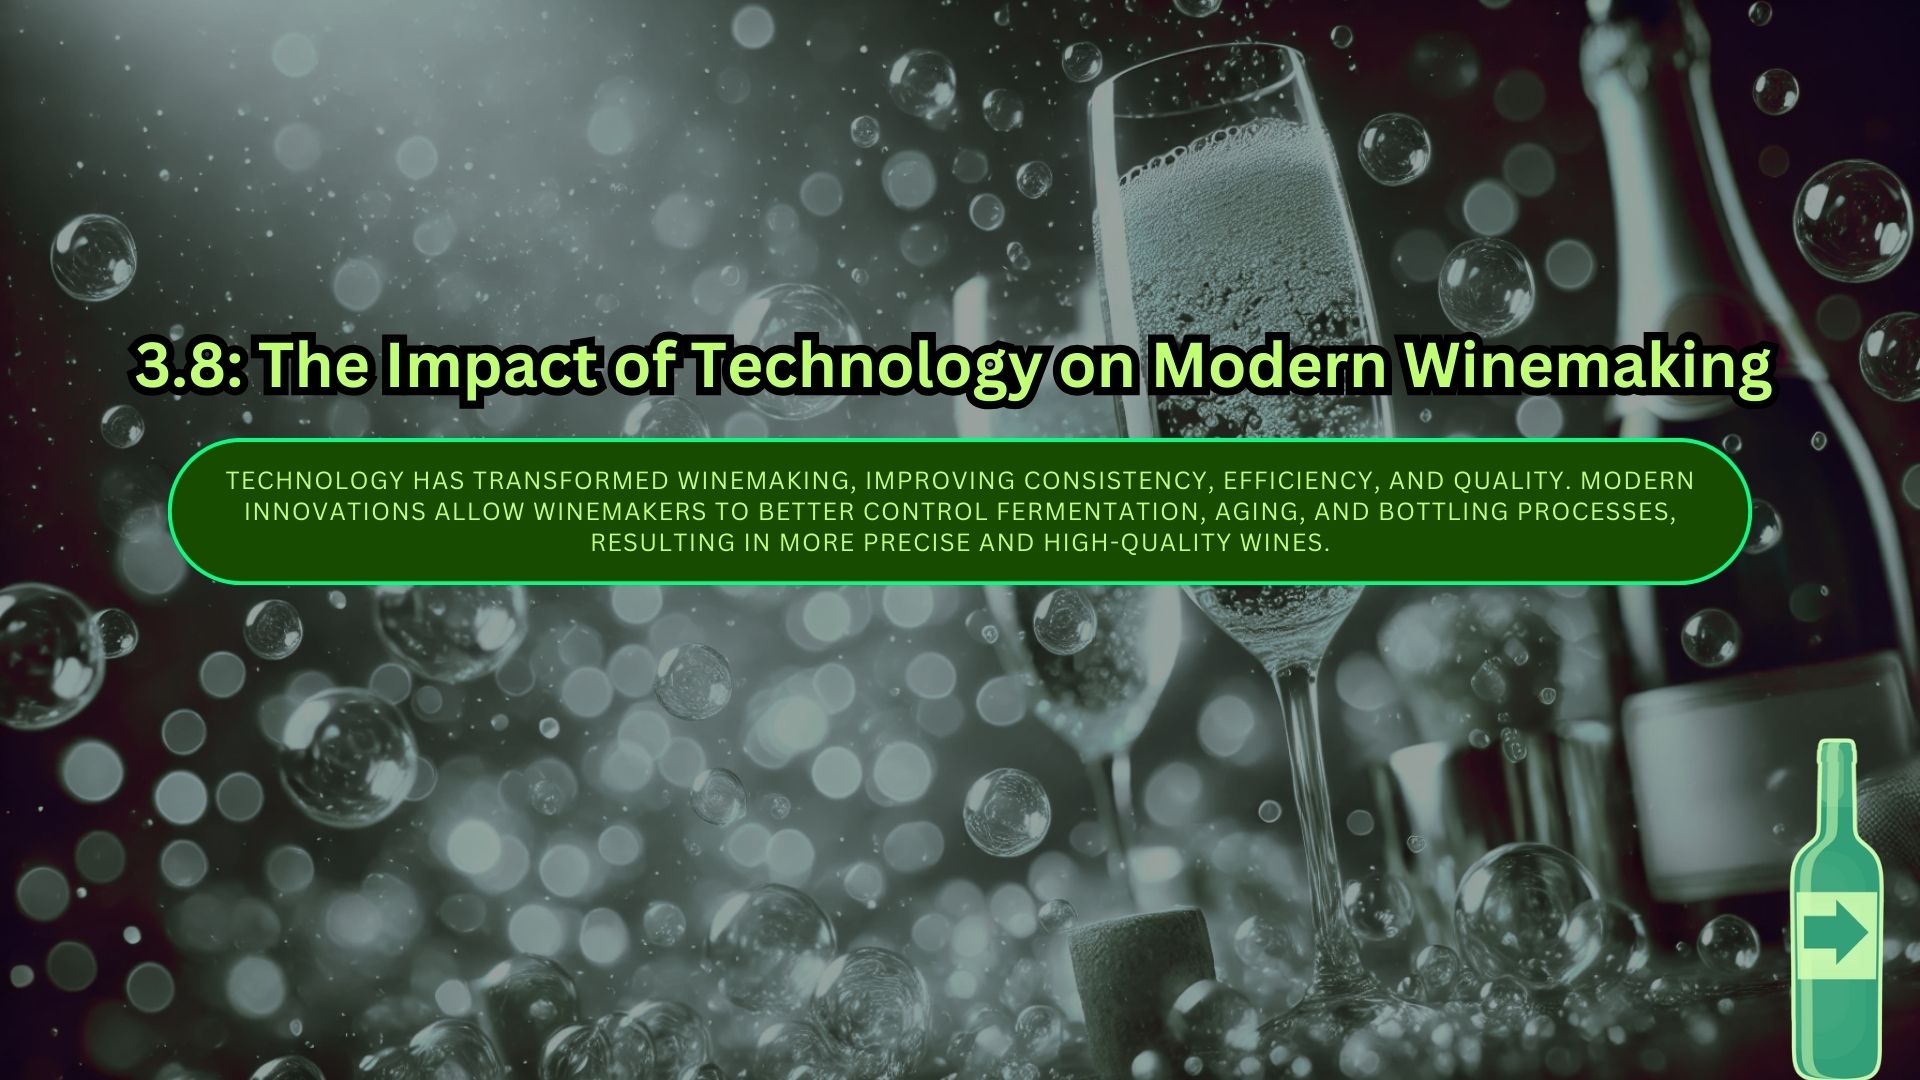 3.8: The Impact of Technology on Modern Winemaking
TECHNOLOGY HAS TRANSFORMED WINEMAKING, IMPROVING CONSISTENCY, EFFICIENCY, AND QUALITY. MODERN
INNOVATIONS ALLOW WINEMAKERS TO BETTER CONTROL FERMENTATION, AGING, AND BOTTLING PROCESSES,
RESULTING IN MORE PRECISE AND HIGH-QUALITY WINES.